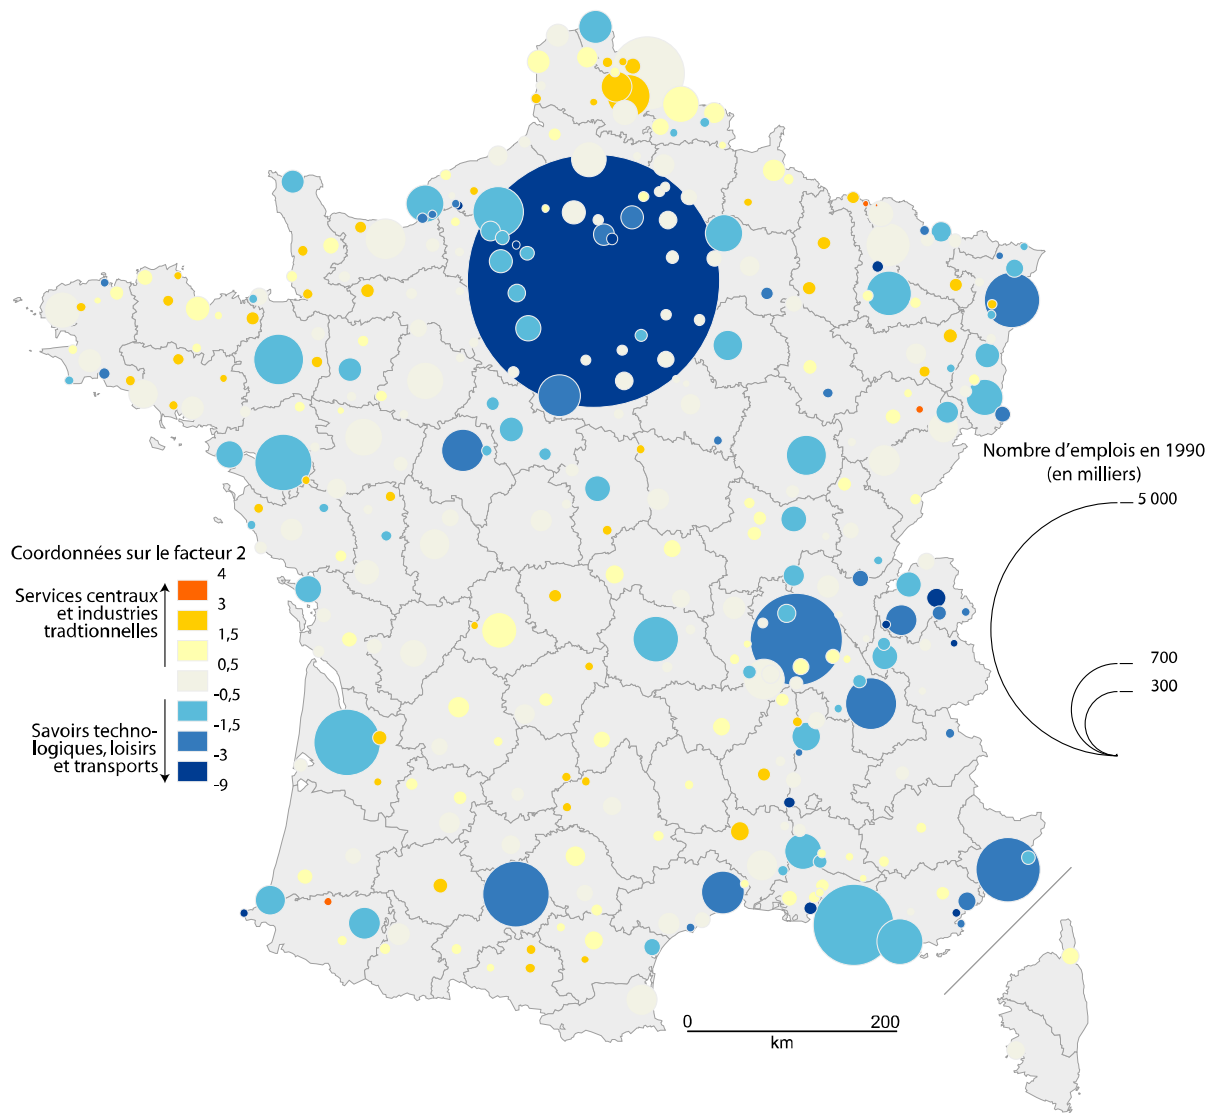 Nombre d'emplois en 1990
(en milliers)
5 000
700
300
Coordonnées sur le facteur 2
4
Services centraux
et industries
tradtionnelles
3
1,5
0,5
-0,5
Savoirs techno-
logiques, loisirs
et transports
-1,5
-3
-9
0
200
km